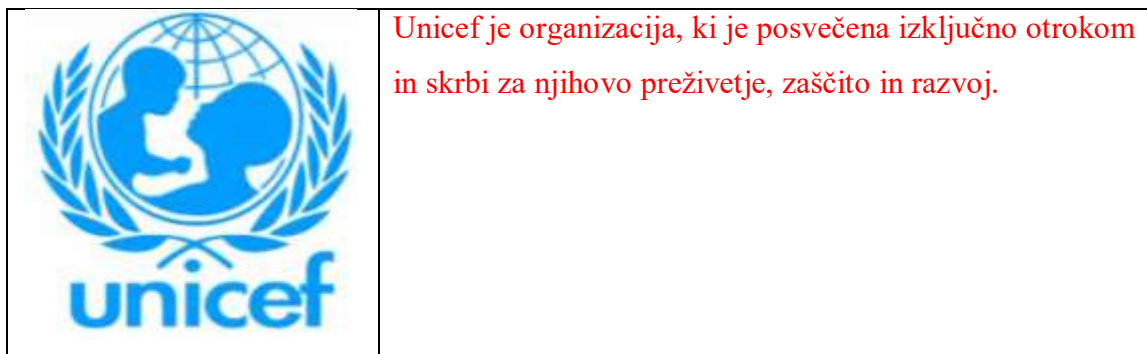 Unicef je organizacija, ki je posvečena izključno otrokom
in skrbi za njihovo preživetje, zaščito in razvoj.
unicef